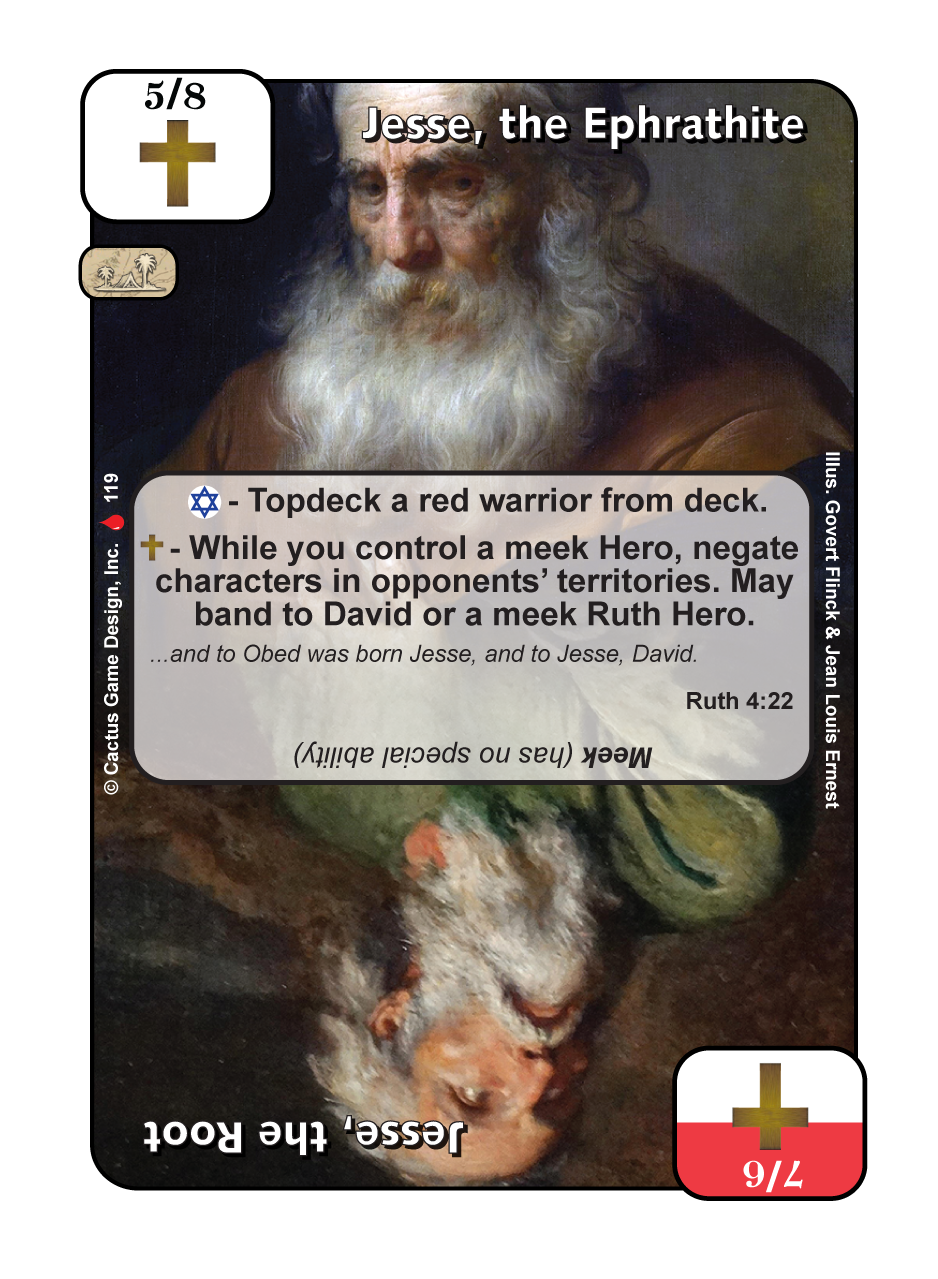 5/8
Jesse, the Ephrathite
- Topdeck a red warrior from deck.
- While you control a meek Hero, negate
characters in opponents' territories. May
band to David or a meek Ruth Hero.
...and to Obed was born Jesse, and to Jesse, David.
Ruth 4:22
Meek (has no special ability)
© Cactus Game Design, Inc. 119
Illus. Govert Flinck & Jean Louis Ernest
Jesse, the Root
7/6